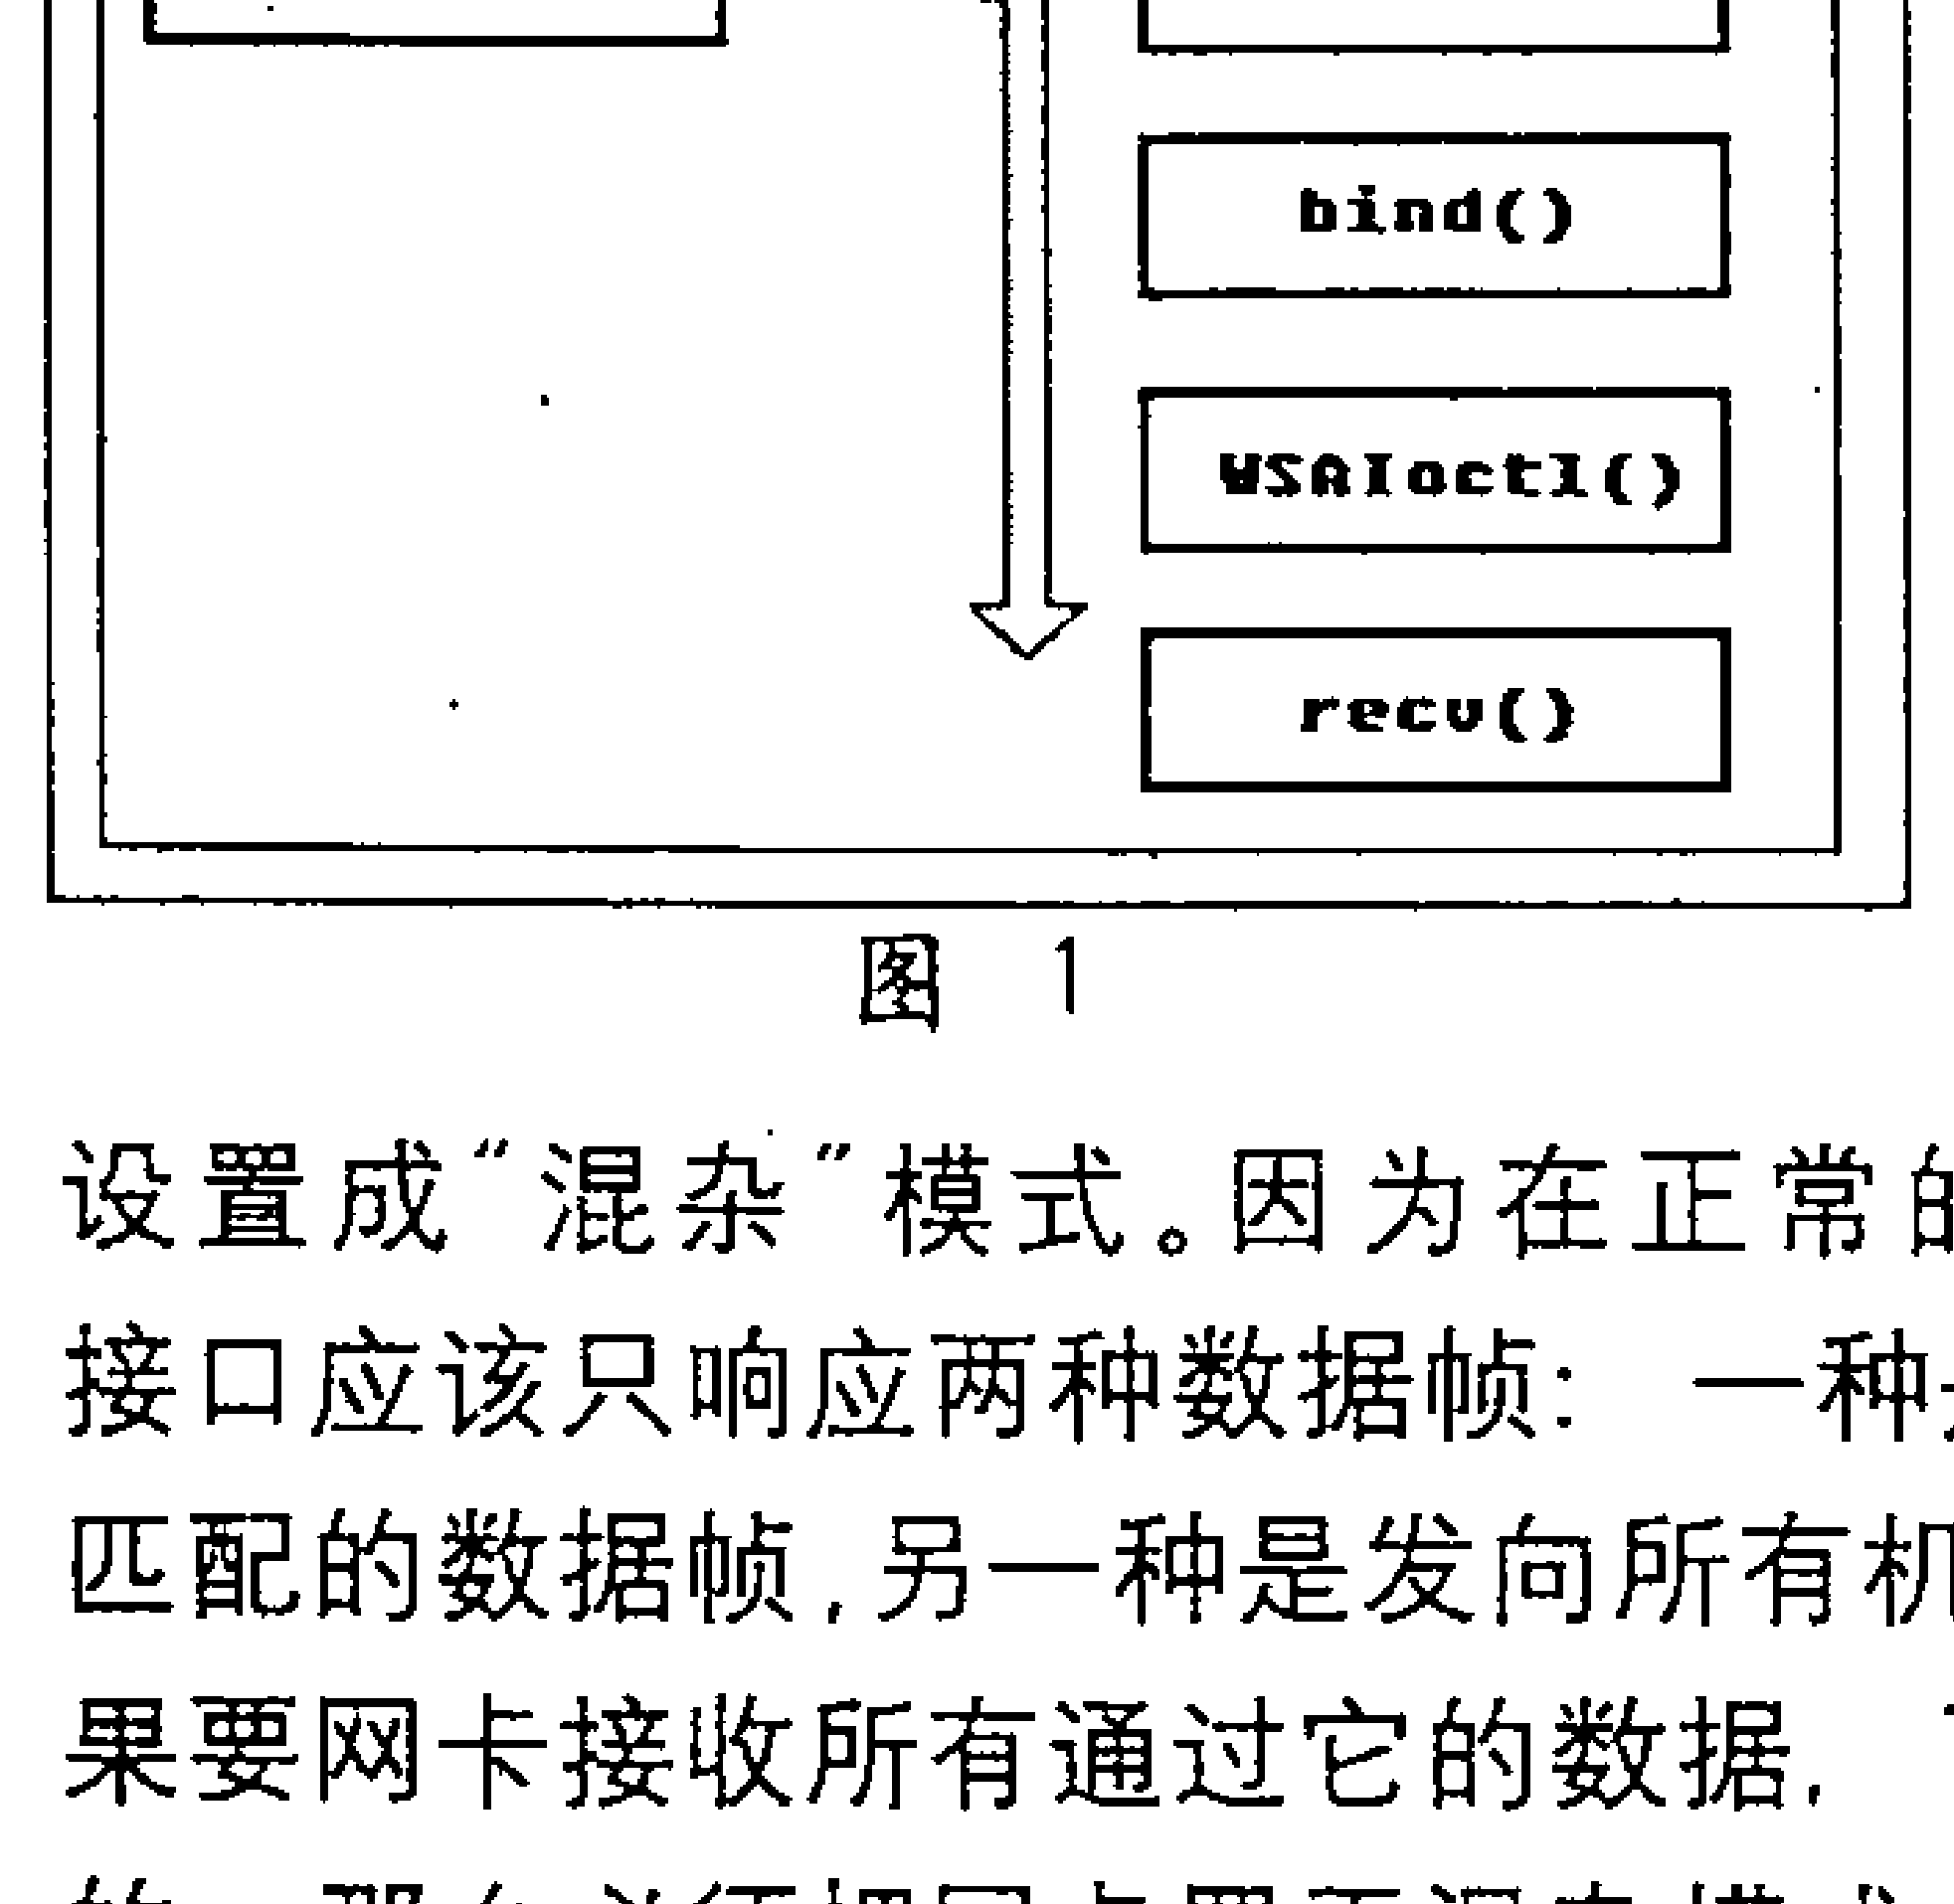 bind()
WSAIoctl()
recv()
图 1
设置成“混杂”模式。因为在正常的
接口应该只响应两种数据帧: 一种
匹配的数据帧,另一种是发向所有机
果要网卡接收所有通过它的数据,